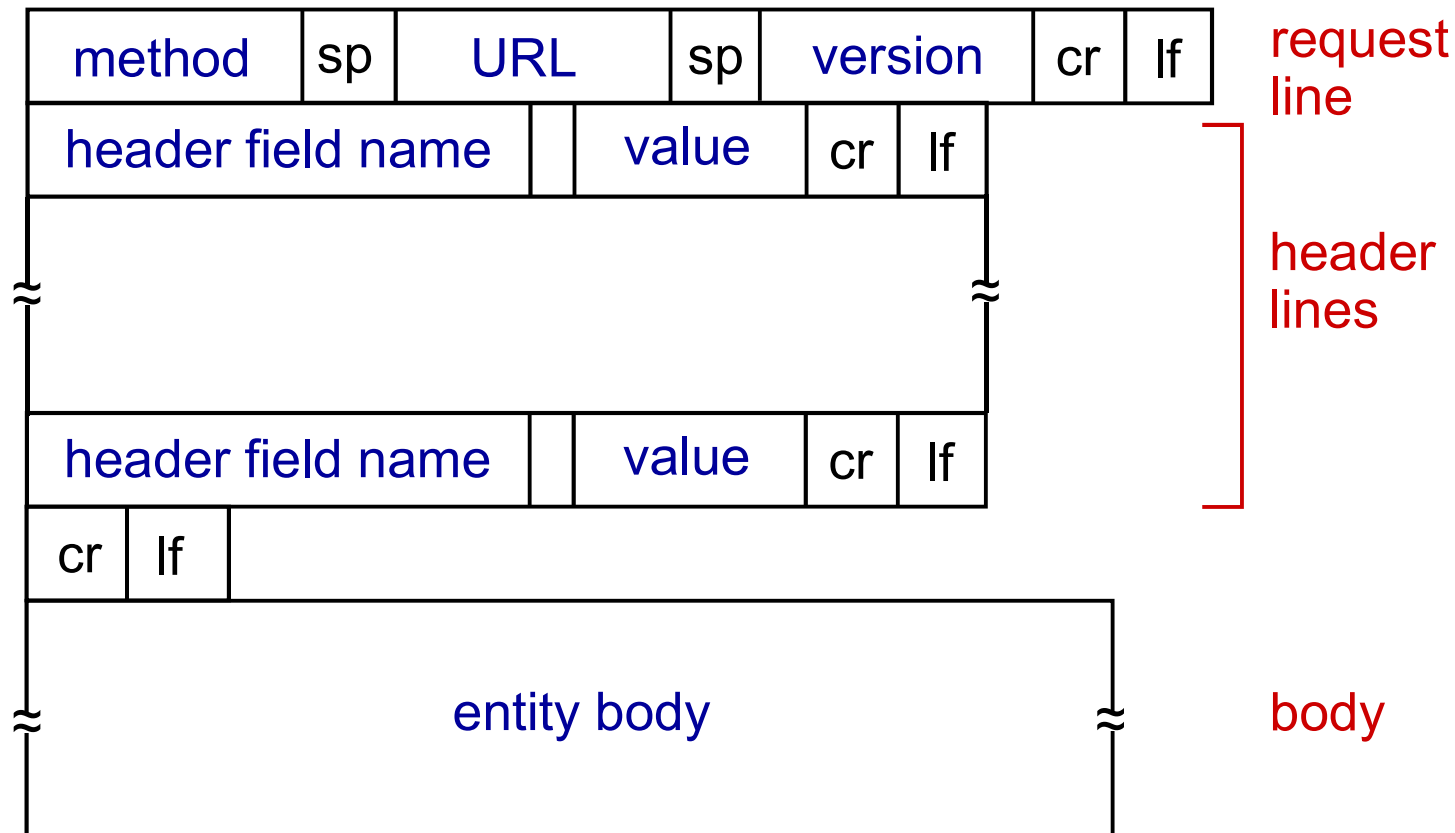 method sp URL sp version cr lf
request
line
header field name value cr lf
header
lines
header field name value cr lf
cr lf
entity body
body